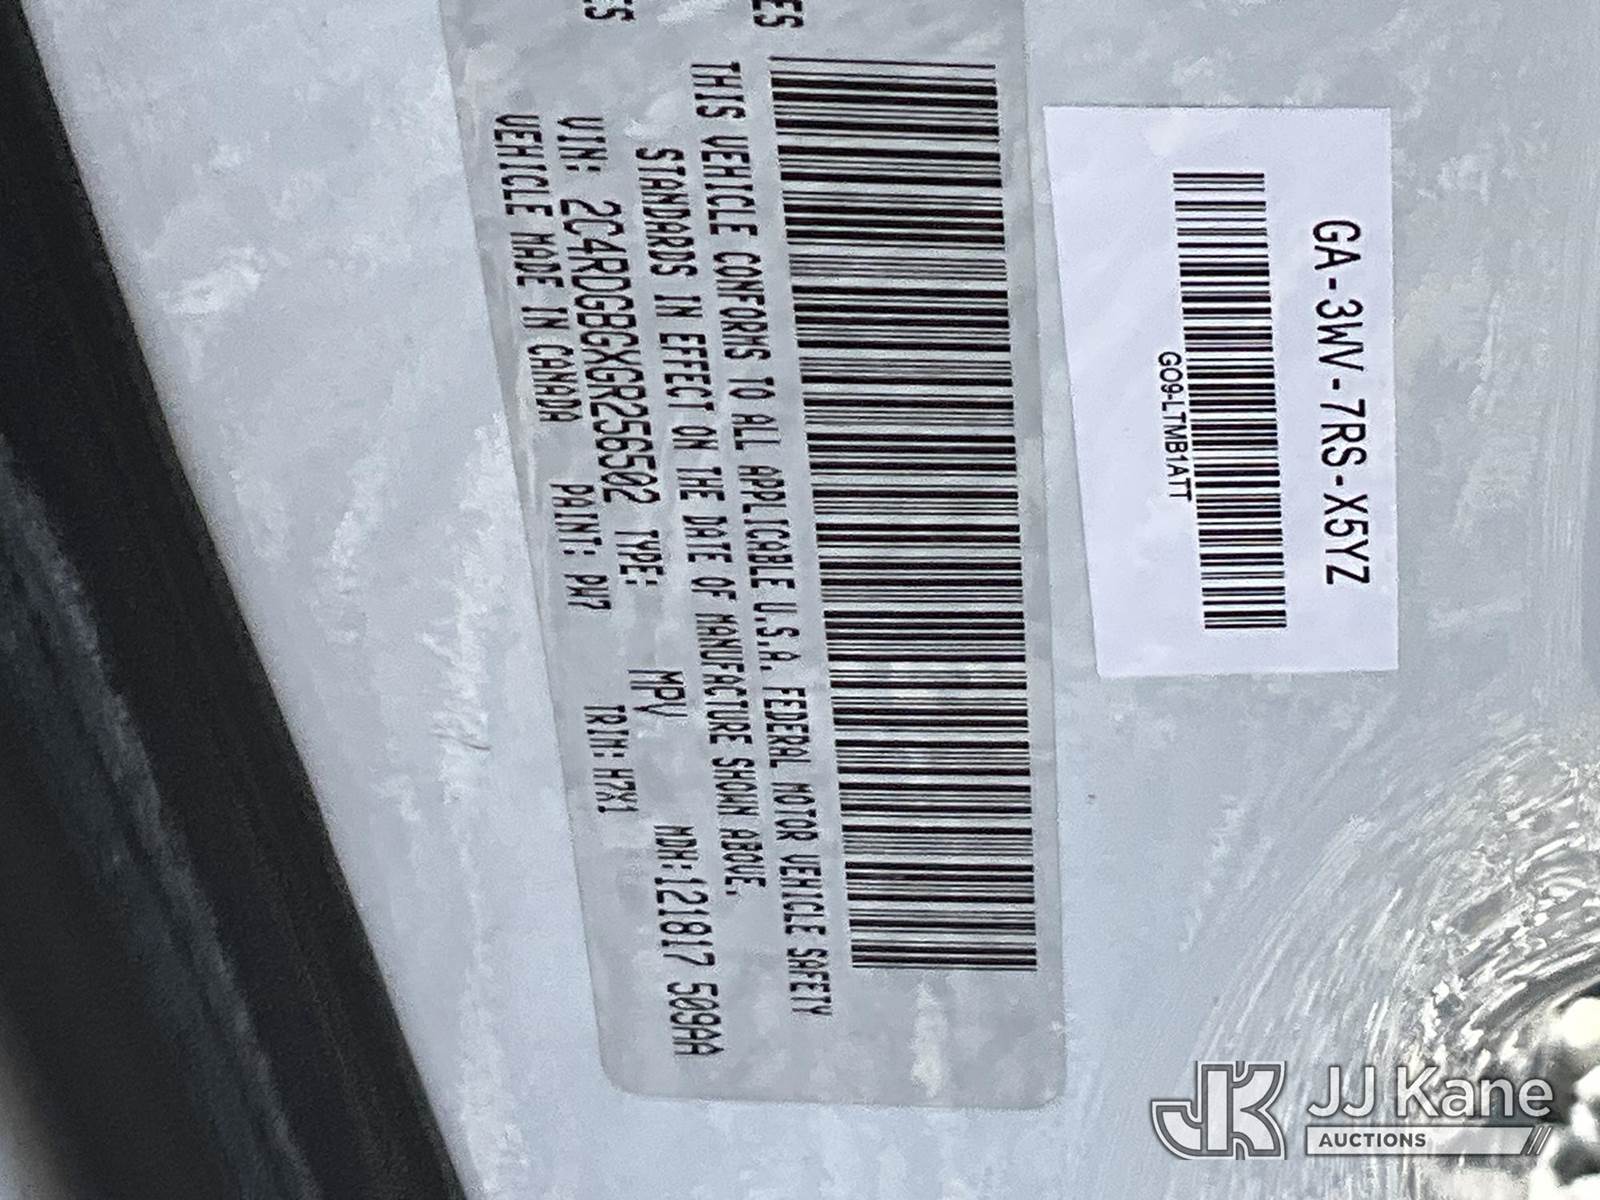 ES
ES
THIS VEHICLE CONFORMS TO ALL APPLICABLE U.S.A. FEDERAL MOTOR VEHICLE SAFETY
STANDARDS IN EFFECT ON THE DATE OF MANUFACTURE SHOWN ABOVE.
VIN: 2C4RDGBGXGR256502 TYPE: MPV MDH:121817 509AA
VEHICLE MADE IN CANADA PAINT: PW7 TRIM: H7X1
GA-3WV-7RS-X5YZ
GO9-LTMB1ATT
JK JJ Kane
AUCTIONS